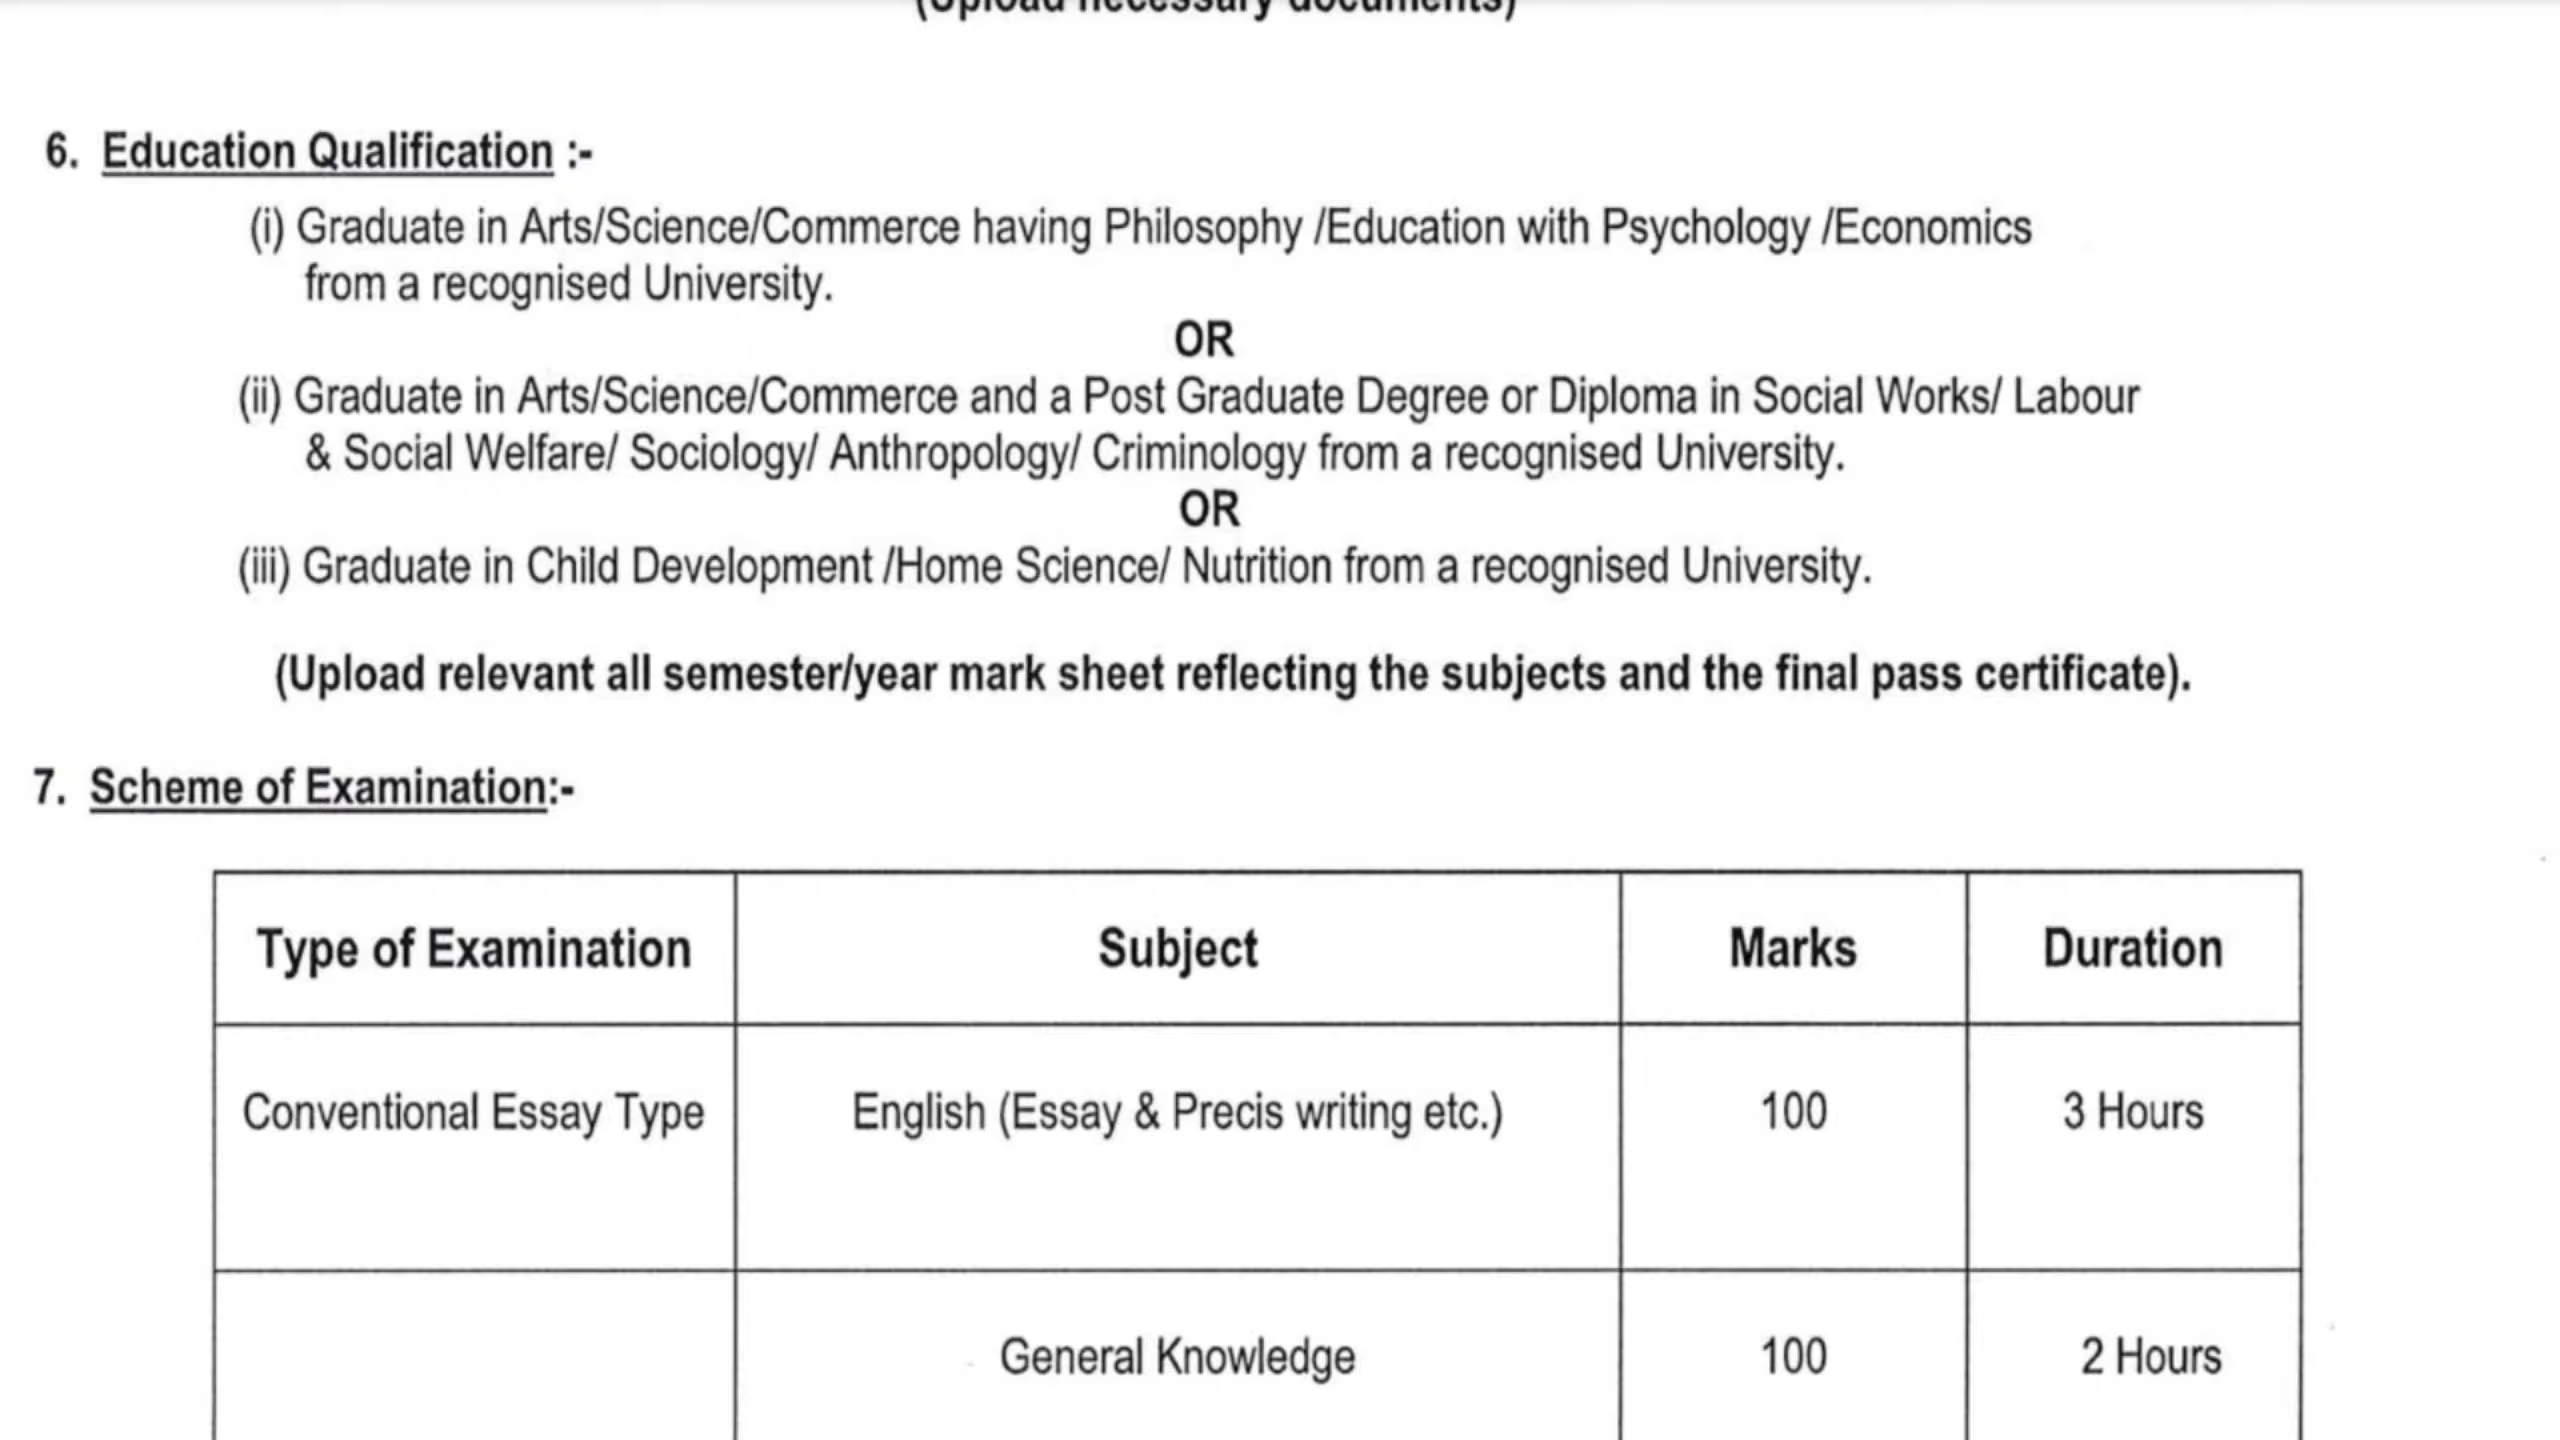 (Upload necessary documents)
6. Education Qualification :-
(i) Graduate in Arts/Science/Commerce having Philosophy /Education with Psychology /Economics
from a recognised University.
OR
(ii) Graduate in Arts/Science/Commerce and a Post Graduate Degree or Diploma in Social Works/ Labour
& Social Welfare/ Sociology/ Anthropology/ Criminology from a recognised University.
OR
(iii) Graduate in Child Development /Home Science/ Nutrition from a recognised University.
(Upload relevant all semester/year mark sheet reflecting the subjects and the final pass certificate).
7. Scheme of Examination:-
Type of Examination Subject Marks Duration
Conventional Essay Type English (Essay & Precis writing etc.) 100 3 Hours
General Knowledge 100 2 Hours